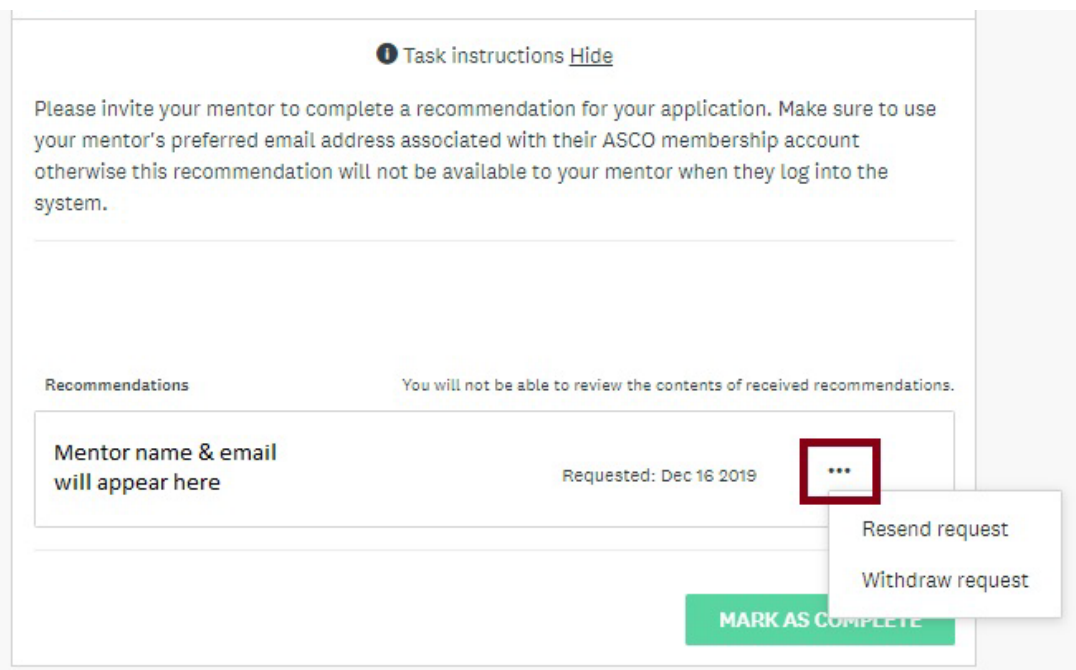 Task instructions Hide
Please invite your mentor to complete a recommendation for your application. Make sure to use
your mentor's preferred email address associated with their ASCO membership account
otherwise this recommendation will not be available to your mentor when they log into the
system.
Recommendations You will not be able to review the contents of received recommendations.
Mentor name & email
will appear here
Requested: Dec 16 2019
Resend request
Withdraw request
MARK AS COMPLETE